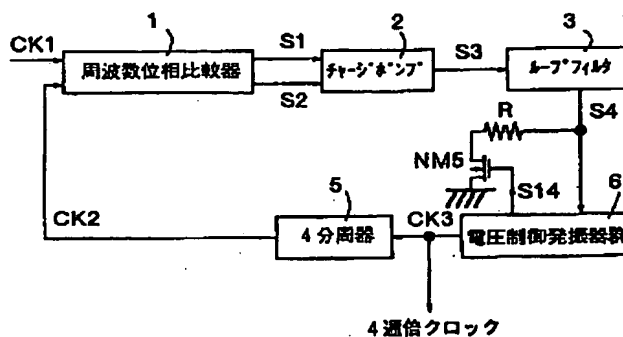 1
2
3
CK1
S1
S2
S3
周波数位相比較器
チャージポンプ
ループフィルタ
R
S4
NM5
S14
6
5
CK2
CK3
4分周器
電圧制御発振器群
4逓倍クロック